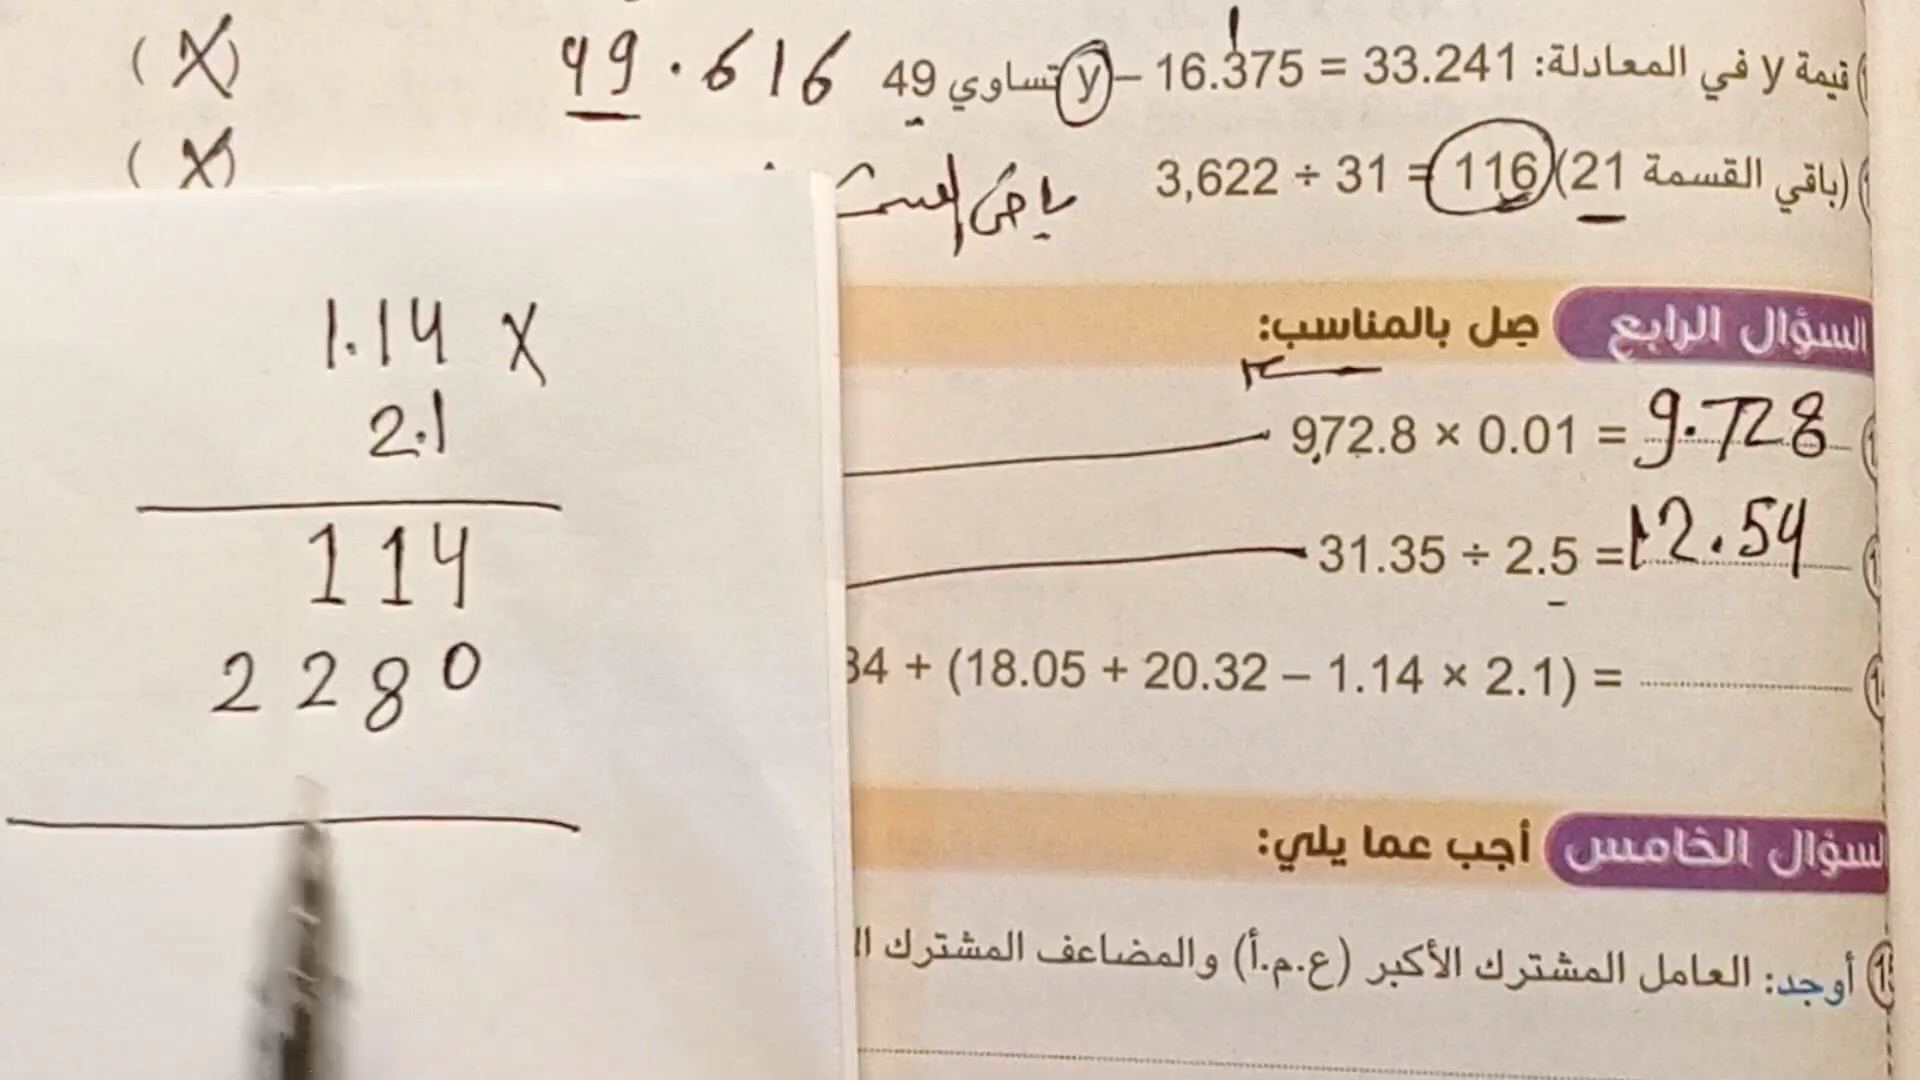 قيمة y في المعادلة: y – 16.375 = 33.241 تساوي 49 49.616 (X)
(باقي القسمة 21) 3,622 ÷ 31 = 116 باقى القسمة (X)
السؤال الرابع صِل بالمناسب:
972.8 × 0.01 = 9.728
31.35 ÷ 2.5 = 12.54
34 + (18.05 + 20.32 – 1.14 × 2.1) =
1.14 X
2.1
114
2280
السؤال الخامس أجب عما يلي:
أوجد: العامل المشترك الأكبر (ع.م.أ) والمضاعف المشترك